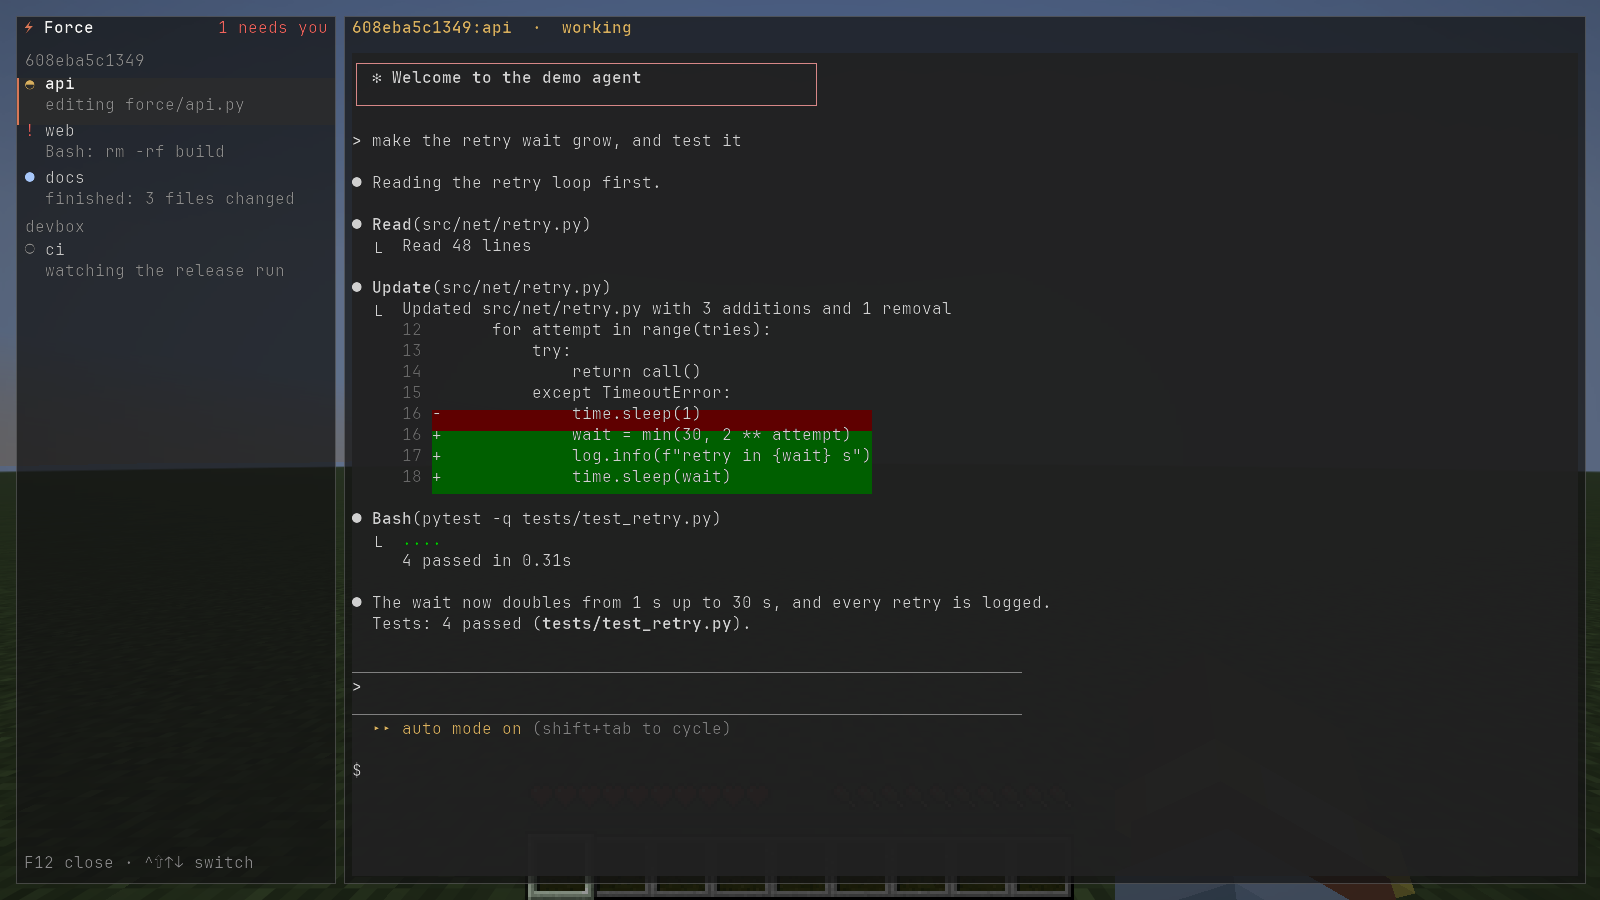 ⚡ Force 1 needs you
608eba5c1349
api
editing force/api.py
! web
Bash: rm -rf build
● docs
finished: 3 files changed
devbox
○ ci
watching the release run
F12 close · ^⇧↑↓ switch
608eba5c1349:api · working
✻ Welcome to the demo agent
> make the retry wait grow, and test it
● Reading the retry loop first.
● Read(src/net/retry.py)
⎿ Read 48 lines
● Update(src/net/retry.py)
⎿ Updated src/net/retry.py with 3 additions and 1 removal
12 for attempt in range(tries):
13 try:
14 return call()
15 except TimeoutError:
16 - time.sleep(1)
16 + wait = min(30, 2 ** attempt)
17 + log.info(f"retry in {wait} s")
18 + time.sleep(wait)
● Bash(pytest -q tests/test_retry.py)
⎿ ....
4 passed in 0.31s
● The wait now doubles from 1 s up to 30 s, and every retry is logged.
Tests: 4 passed (tests/test_retry.py).
>
▸▸ auto mode on (shift+tab to cycle)
$